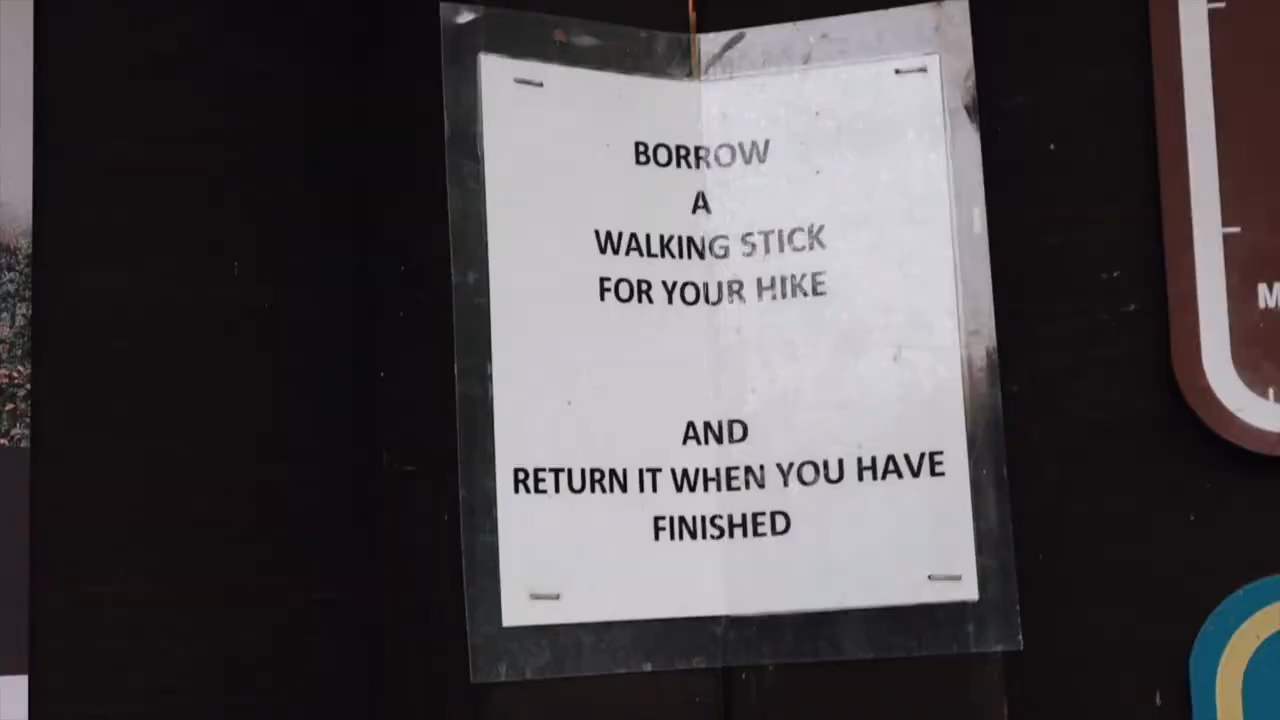 BORROW
A
WALKING STICK
FOR YOUR HIKE
AND
RETURN IT WHEN YOU HAVE
FINISHED